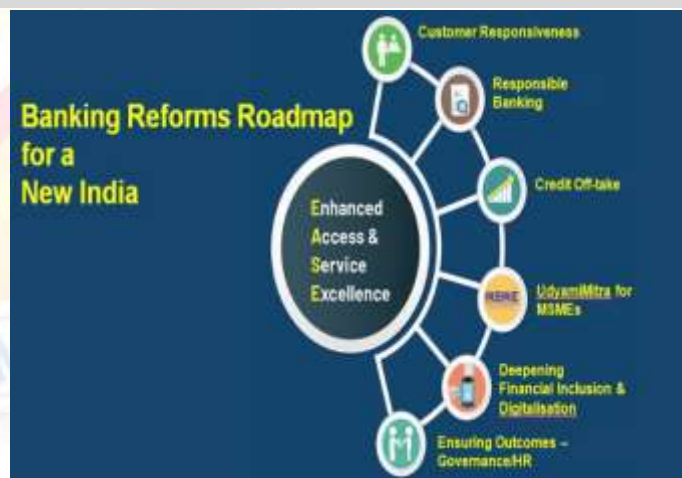 Banking Reforms Roadmap
for a
New India
Enhanced
Access &
Service
Excellence
Customer Responsiveness
Responsible
Banking
Credit Off-take
MSME
UdyamiMitra for
MSMEs
Deepening
Financial Inclusion &
Digitalisation
Ensuring Outcomes –
Governance/HR